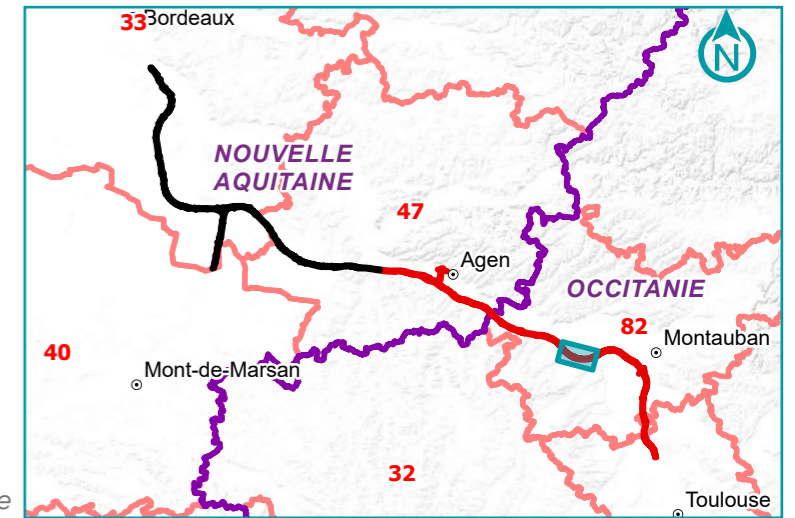 33
Bordeaux
N
NOUVELLE
AQUITAINE
47
Agen
OCCITANIE
82
Montauban
40
Mont-de-Marsan
32
Toulouse
e